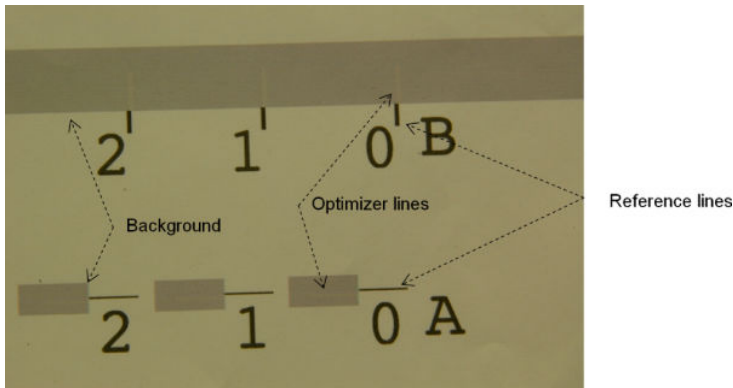 2 1 0 B
Background
Optimizer lines
Reference lines
2 1 0 A